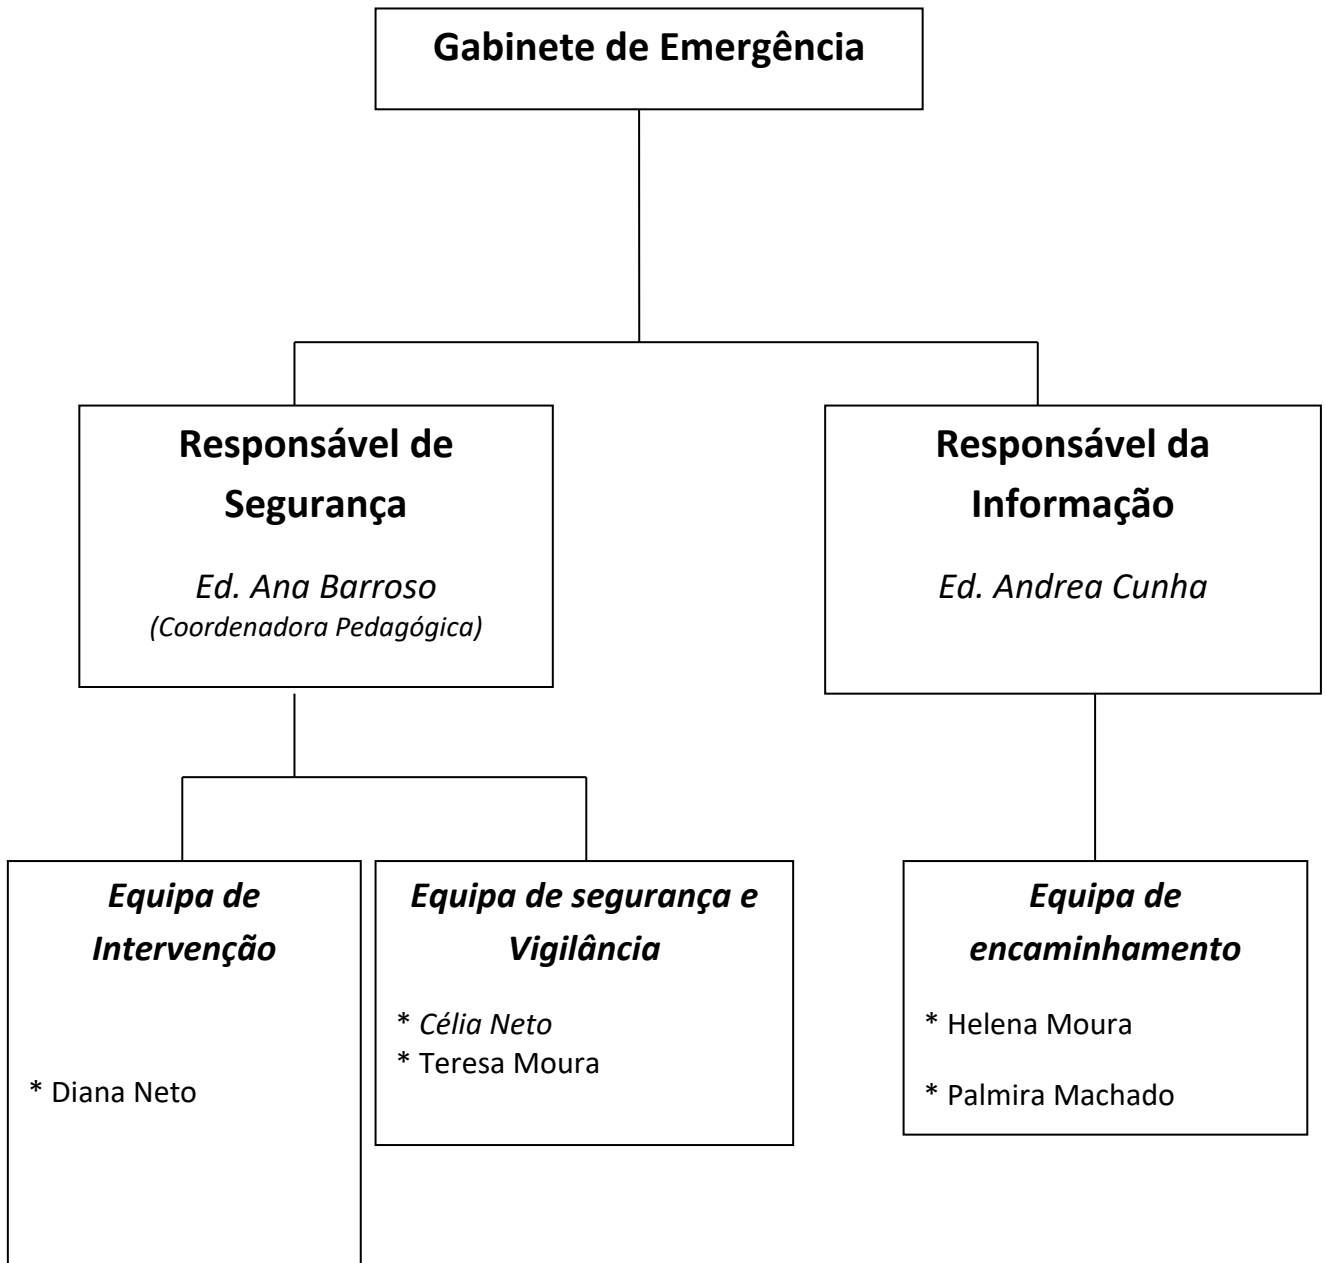 Gabinete de Emergência
Responsável de
Segurança
Ed. Ana Barroso
(Coordenadora Pedagógica)
Responsável da
Informação
Ed. Andrea Cunha
Equipa de
Intervenção
* Diana Neto
Equipa de segurança e
Vigilância
* Célia Neto
* Teresa Moura
Equipa de
encaminhamento
* Helena Moura
* Palmira Machado